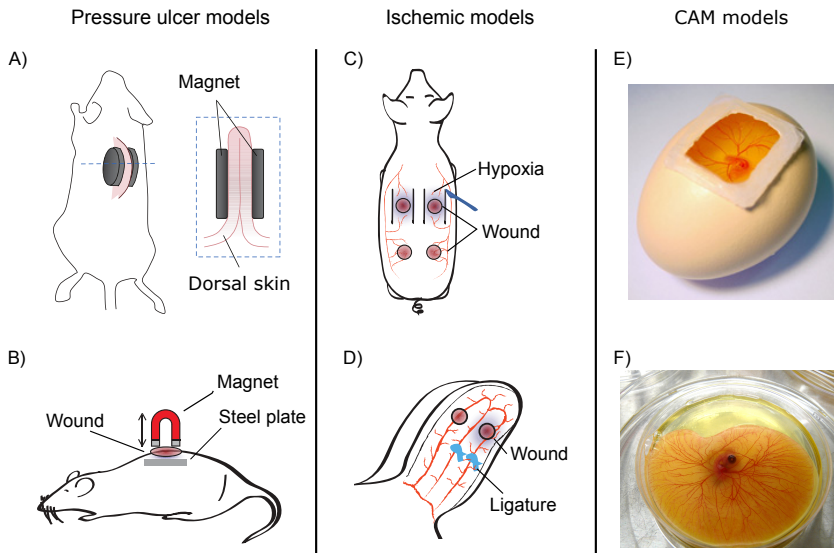 Pressure ulcer models
Ischemic models
CAM models
A)
Magnet
Dorsal skin
B)
Magnet
Wound
Steel plate
C)
Hypoxia
Wound
D)
Wound
Ligature
E)
F)